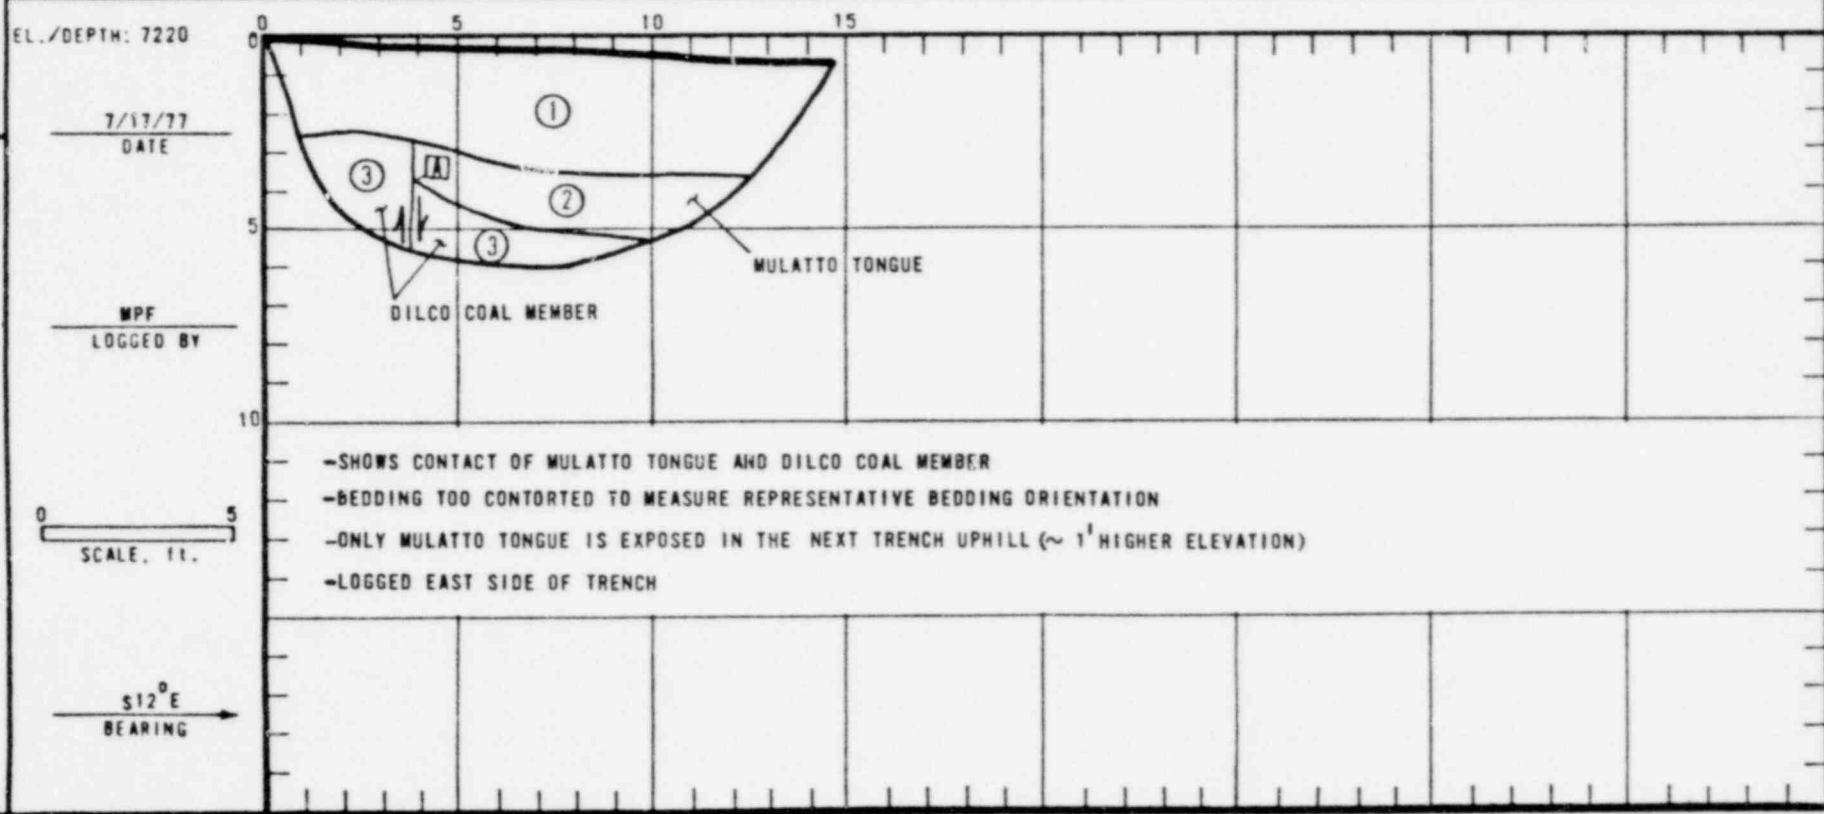 0 5 10 15
EL./DEPTH: 7220
0
7/17/77
DATE
1
A
3
2
5
3
MULATTO TONGUE
DILCO COAL MEMBER
MPF
LOGGED BY
10
-SHOWS CONTACT OF MULATTO TONGUE AND DILCO COAL MEMBER
-BEDDING TOO CONTORTED TO MEASURE REPRESENTATIVE BEDDING ORIENTATION
-ONLY MULATTO TONGUE IS EXPOSED IN THE NEXT TRENCH UPHILL (~ 1' HIGHER ELEVATION)
-LOGGED EAST SIDE OF TRENCH
0 5
SCALE, ft.
S12°E
BEARING